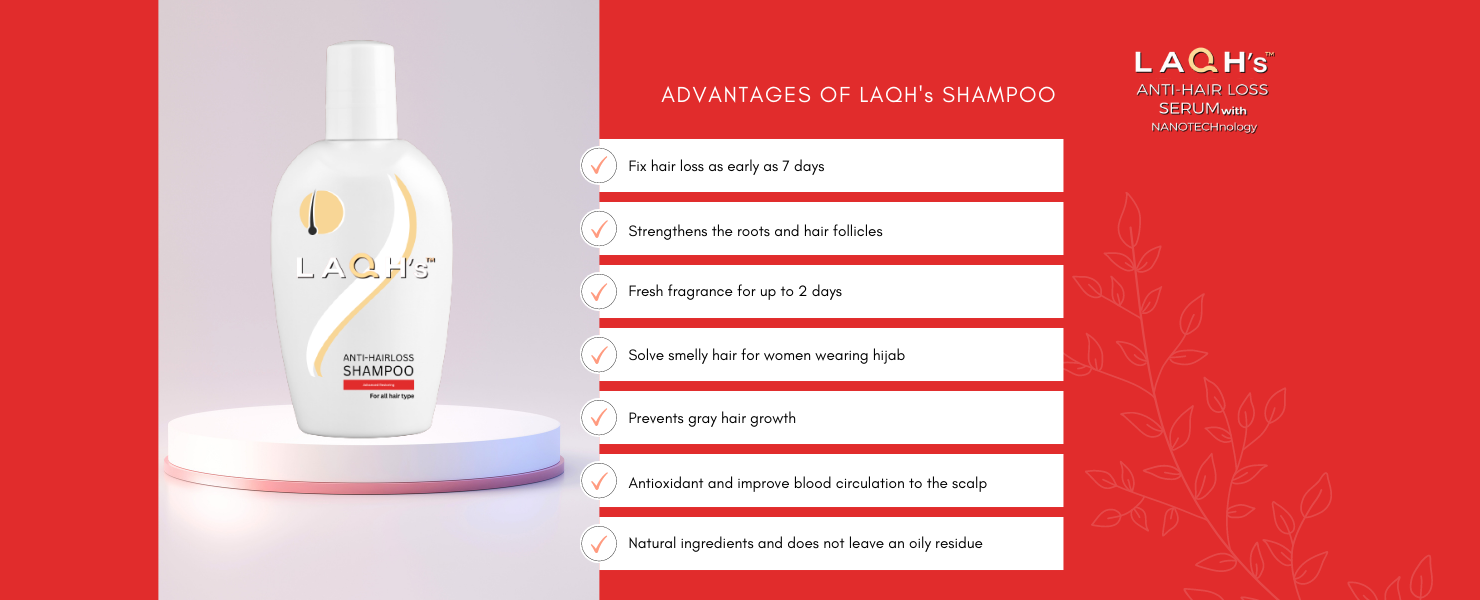 LAQH's™
ANTI-HAIRLOSS
SHAMPOO
For all hair type
ADVANTAGES OF LAQH's SHAMPOO
Fix hair loss as early as 7 days
Strengthens the roots and hair follicles
Fresh fragrance for up to 2 days
Solve smelly hair for women wearing hijab
Prevents gray hair growth
Antioxidant and improve blood circulation to the scalp
Natural ingredients and does not leave an oily residue
LAQH's™
ANTI-HAIR LOSS
SERUM with
NANOTECHnology